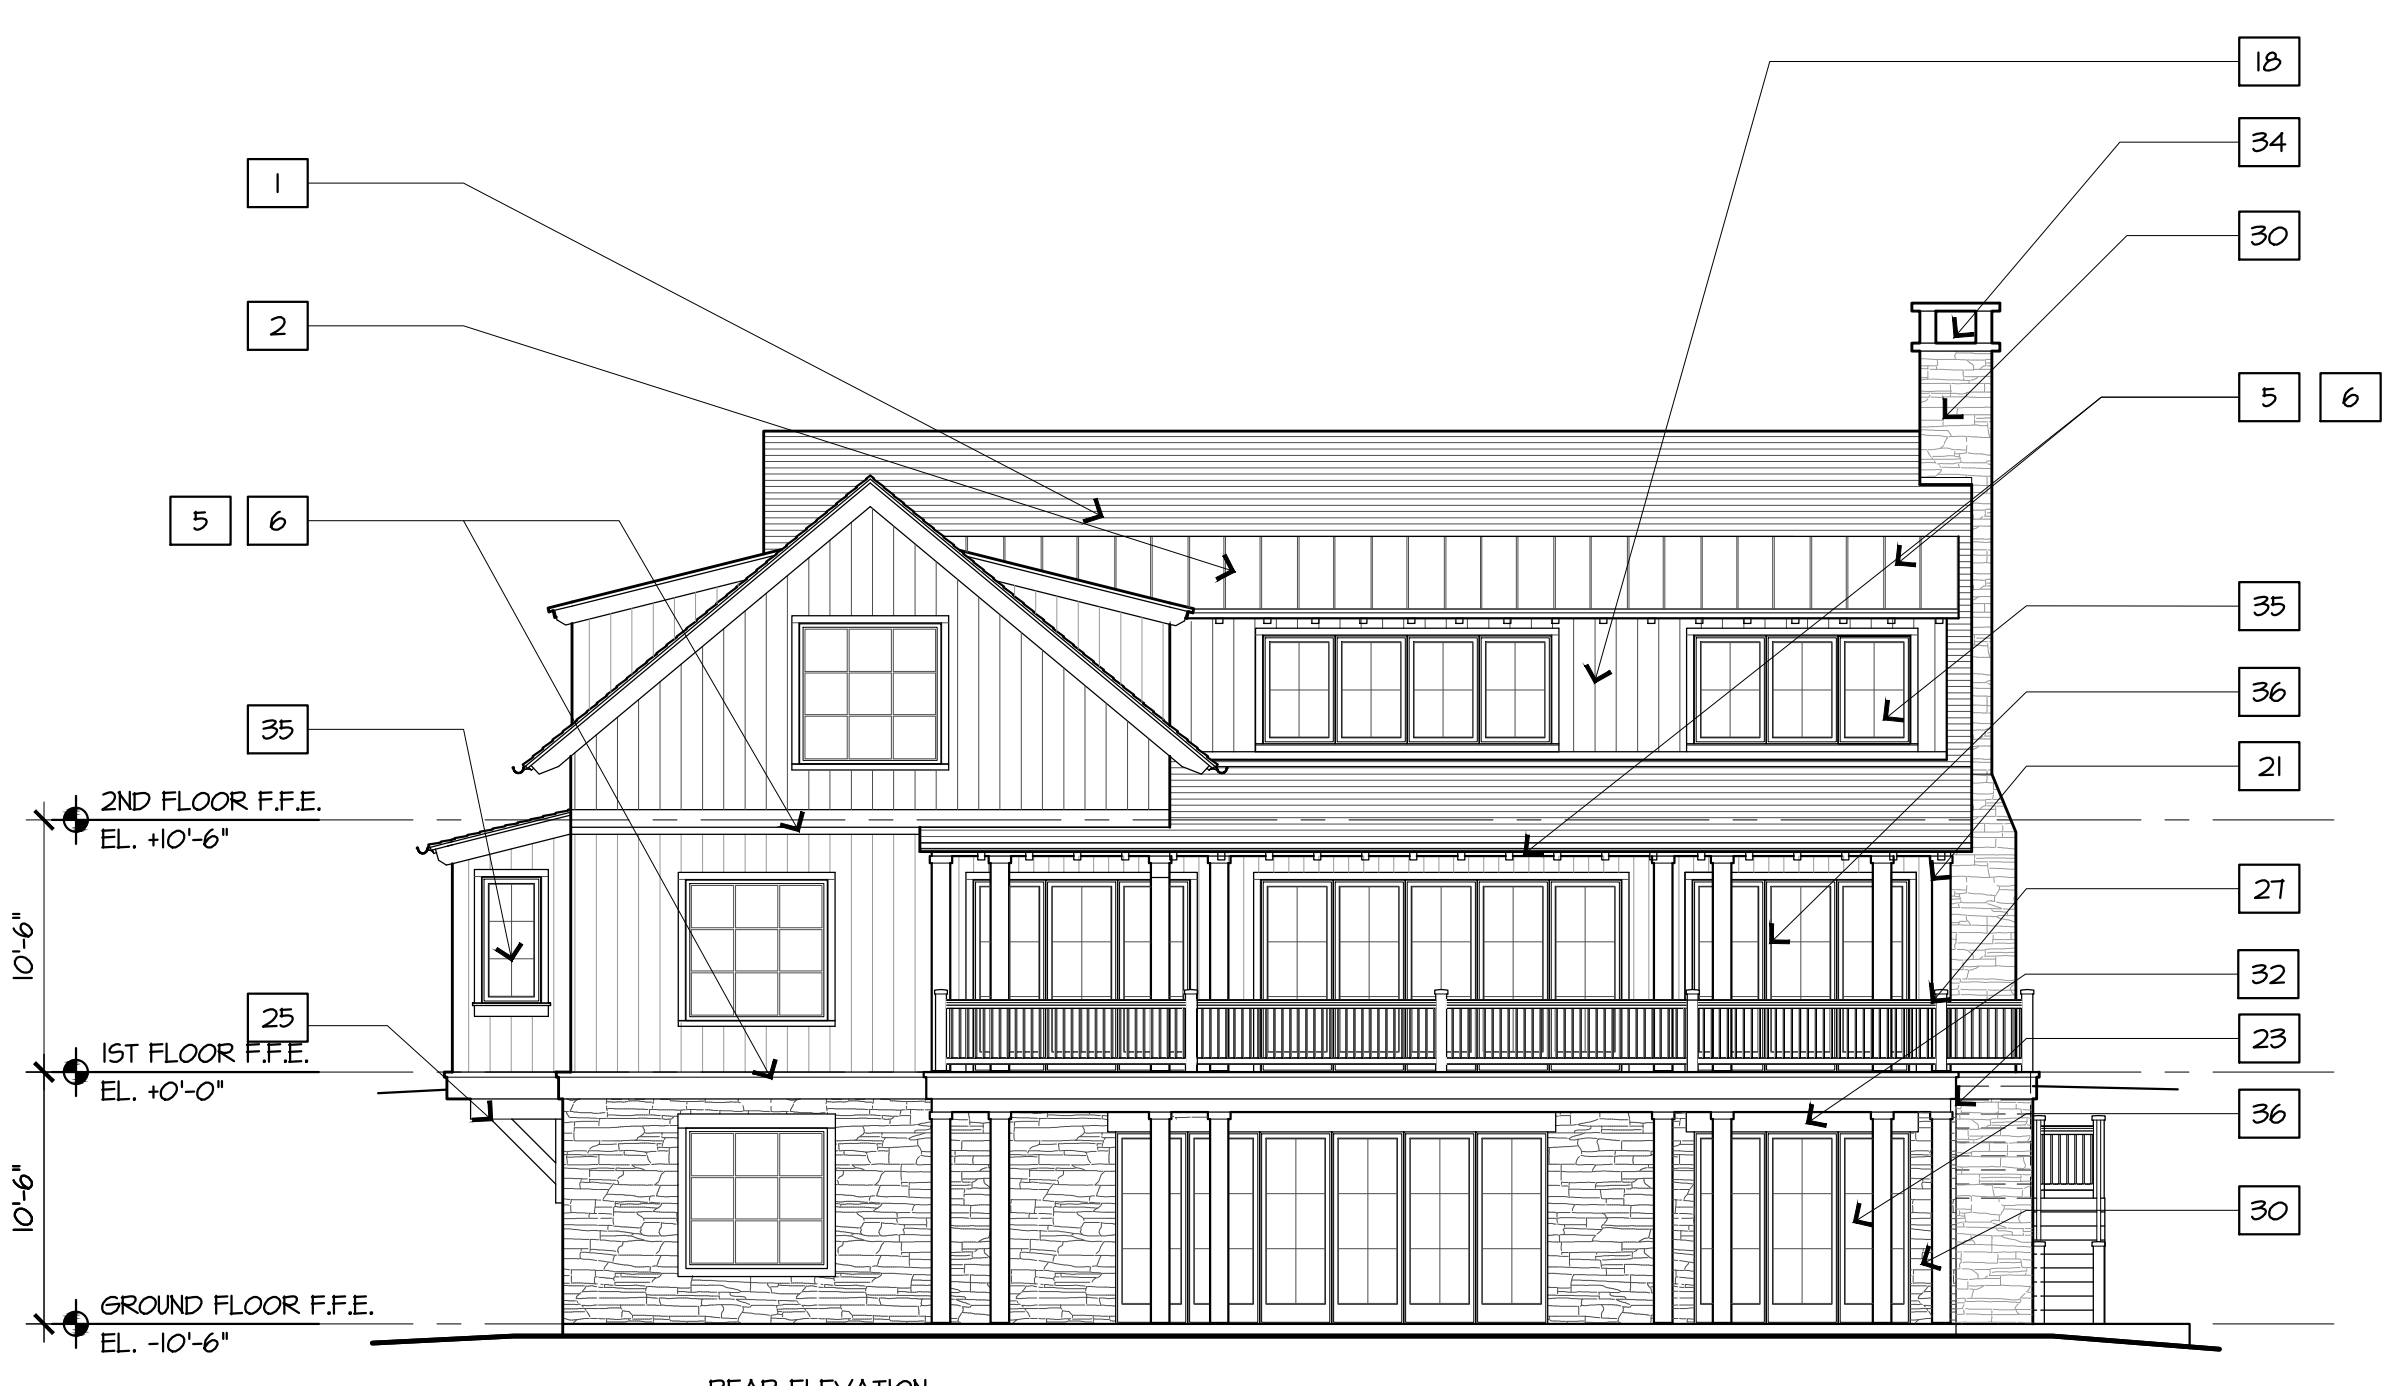 18
34
1
30
2
5 6
5 6
35
36
35
21
2ND FLOOR F.F.E.
EL. +10'-6"
27
10'-6"
32
25
23
1ST FLOOR F.F.E.
EL. +0'-0"
36
10'-6"
30
GROUND FLOOR F.F.E.
EL. -10'-6"
REAR ELEVATION